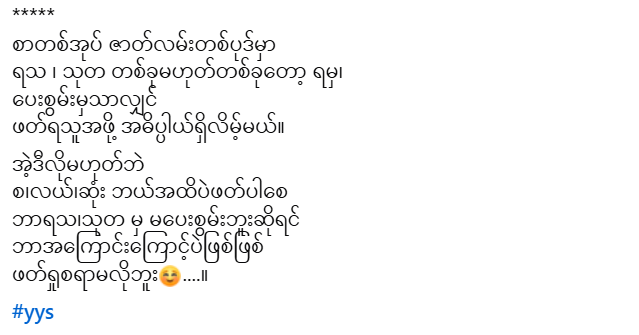 *****
စာတစ်အုပ် ဇာတ်လမ်းတစ်ပုဒ်မှာ
ရသ ၊ သုတ တစ်ခုမဟုတ်တစ်ခုတော့ ရမှ၊
ပေးစွမ်းမှသာလျှင်
ဖတ်ရသူအဖို့ အဓိပ္ပါယ်ရှိလိမ့်မယ်။
အဲ့ဒီလိုမဟုတ်ဘဲ
စ၊လယ်၊ဆုံး ဘယ်အထိပဲဖတ်ပါစေ
ဘာရသ၊သုတ မှ မပေးစွမ်းဘူးဆိုရင်
ဘာအကြောင်းကြောင့်ပဲဖြစ်ဖြစ်
ဖတ်ရှုစရာမလိုဘူး☺️....။
#yys